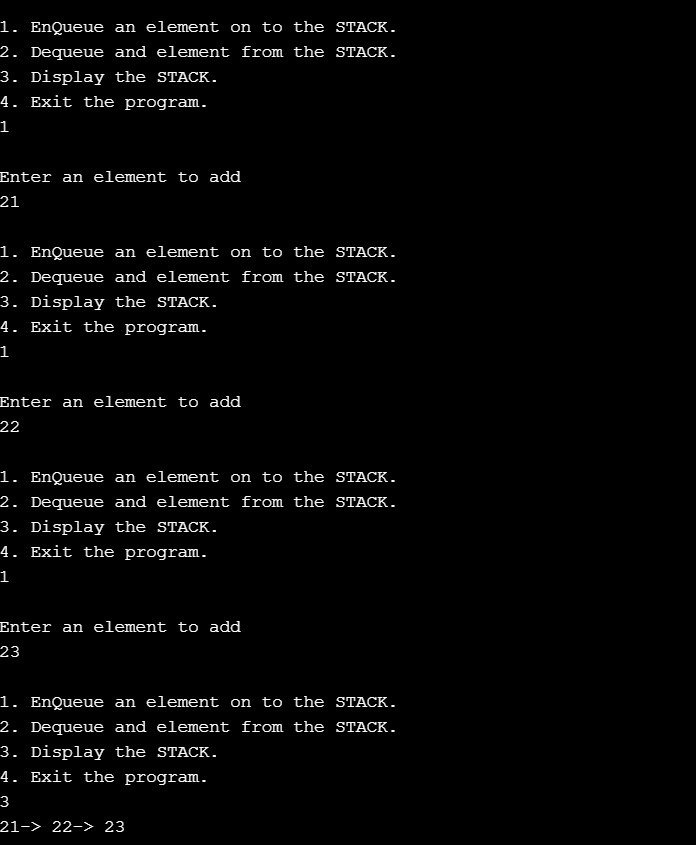 1. EnQueue an element on to the STACK.
2. Dequeue and element from the STACK.
3. Display the STACK.
4. Exit the program.
1
Enter an element to add
21
1. EnQueue an element on to the STACK.
2. Dequeue and element from the STACK.
3. Display the STACK.
4. Exit the program.
1
Enter an element to add
22
1. EnQueue an element on to the STACK.
2. Dequeue and element from the STACK.
3. Display the STACK.
4. Exit the program.
1
Enter an element to add
23
1. EnQueue an element on to the STACK.
2. Dequeue and element from the STACK.
3. Display the STACK.
4. Exit the program.
3
21-> 22-> 23